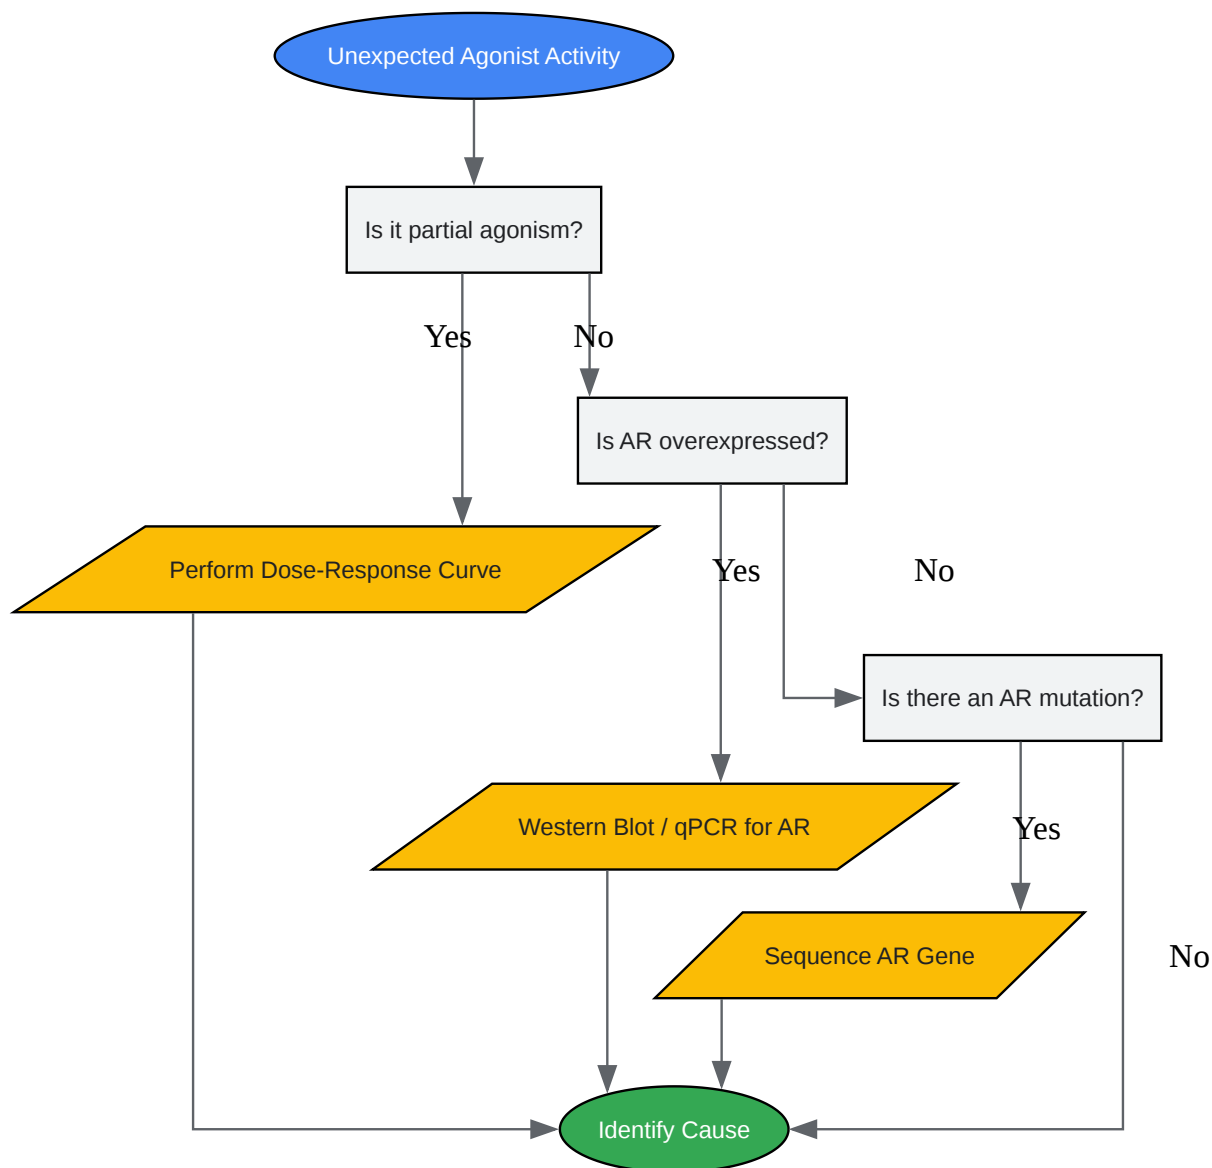 Unexpected Agonist Activity
Is it partial agonism?
Yes
No
Is AR overexpressed?
Perform Dose-Response Curve
Yes
No
Is there an AR mutation?
Western Blot / qPCR for AR
Yes
Sequence AR Gene
No
Identify Cause